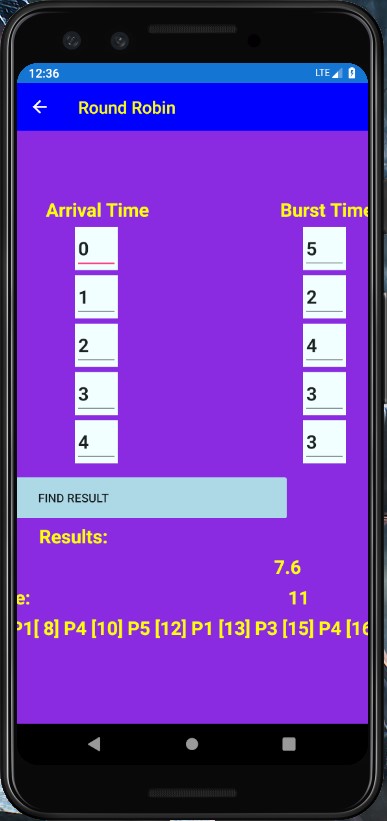 12:36 LTE
Round Robin
Arrival Time Burst Time
0 5
1 2
2 4
3 3
4 3
FIND RESULT
Results:
7.6
e: 11
P1[ 8] P4 [10] P5 [12] P1 [13] P3 [15] P4 [16